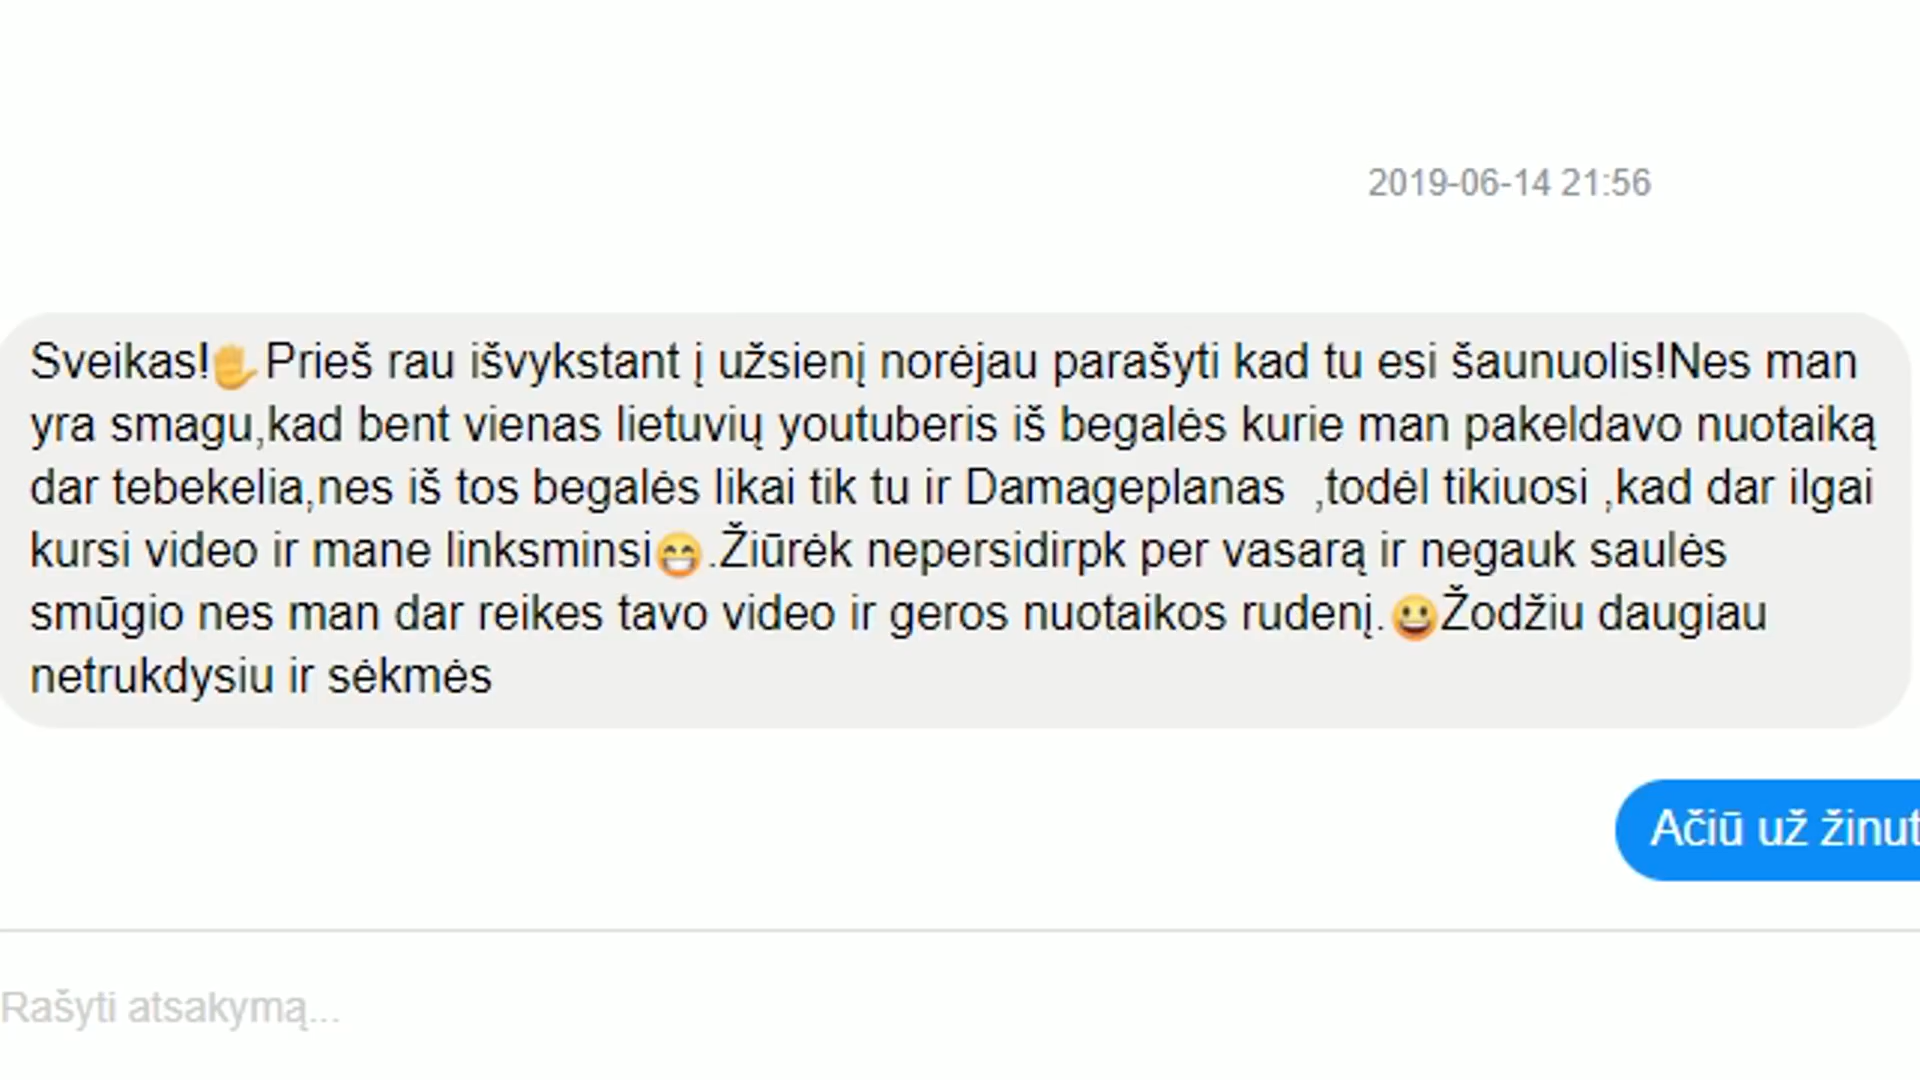 2019-06-14 21:56
Sveikas!✋Prieš rau išvykstant į užsienį norėjau parašyti kad tu esi šaunuolis!Nes man
yra smagu,kad bent vienas lietuvių youtuberis iš begalės kurie man pakeldavo nuotaiką
dar tebekelia,nes iš tos begalės likai tik tu ir Damageplanas ,todėl tikiuosi ,kad dar ilgai
kursi video ir mane linksminsi😁.Žiūrėk nepersidirpk per vasarą ir negauk saulės
smūgio nes man dar reikes tavo video ir geros nuotaikos rudenį.😀Žodžiu daugiau
netrukdysiu ir sėkmės
Ačiū už žinut
Rašyti atsakymą...